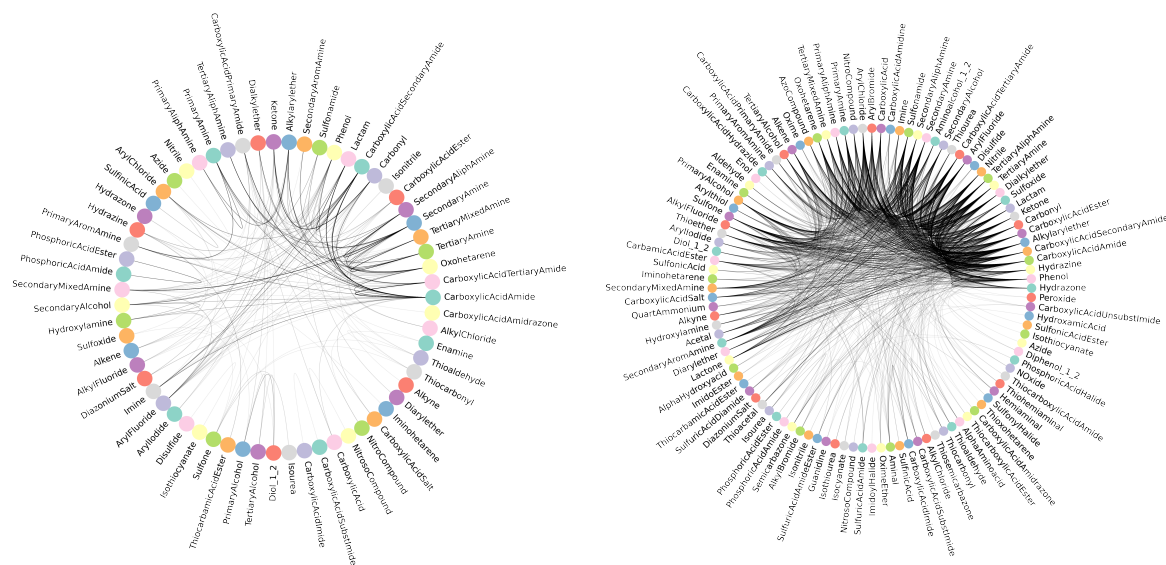 CarboxylicAcidPrimaryAmide
Dialkylether
Ketone
Alkylarylether
SecondaryAromAmine
Sulfonamide
Phenol
Lactam
CarboxylicAcidSecondaryAmide
Carbonyl
Isonitrile
CarboxylicAcidEster
SecondaryAliphAmine
SecondaryAmine
TertiaryMixedAmine
TertiaryAmine
Oxohetarene
CarboxylicAcidTertiaryAmide
CarboxylicAcidAmide
CarboxylicAcidAmidrazone
AlkylChloride
Enamine
Thioaldehyde
Thiocarbonyl
Alkyne
Diarylether
Iminohetarene
CarboxylicAcidSalt
NitroCompound
NitrosoCompound
CarboxylicAcid
CarboxylicAcidSubstImide
CarboxylicAcidImide
Isourea
Diol_1_2
TertiaryAlcohol
PrimaryAlcohol
ThiocarbamicAcidEster
Sulfone
Isothiocyanate
Disulfide
ArylIodide
ArylFluoride
Imine
DiazoniumSalt
AlkylFluoride
Alkene
Sulfoxide
Hydroxylamine
SecondaryAlcohol
SecondaryMixedAmine
PhosphoricAcidAmide
PhosphoricAcidEster
PrimaryAromAmine
Hydrazine
Hydrazone
SulfinicAcid
ArylChloride
Azide
Nitrile
PrimaryAliphAmine
PrimaryAmine
TertiaryAliphAmine
ArylBromide
CarboxylicAcid
CarboxylicAcidAmidine
Imine
Sulfonamide
SecondaryAliphAmine
SecondaryAmine
Aminoalcohol_1_2
SecondaryAlcohol
Thiourea
CarboxylicAcidTertiaryAmide
ArylFluoride
Disulfide
Nitrile
TertiaryAliphAmine
TertiaryAmine
Dialkylether
Sulfoxide
Lactam
Ketone
Carbonyl
CarboxylicAcidEster
Alkylarylether
CarboxylicAcidSecondaryAmide
CarboxylicAcidAmide
Hydrazine
Phenol
Hydrazone
Peroxide
CarboxylicAcidUnsubstImide
HydroxamicAcid
SulfonicAcidEster
Isothiocyanate
Azide
Diphenol_1_2
PhosphoricAcidHalide
NOxide
ThiocarboxylicAcidAmide
Thiohemiaminal
Hemiaminal
SulfonylHalide
Thioxohetarene
CarboxylicAcidAmidrazone
ThiocarboxylicAcidEster
AlphaAminoacid
Thioaldehyde
Thiocarbonyl
Thiosemicarbazone
AlkylChloride
CarboxylicAcidSubstImide
CarboxylicAcidImide
SulfinicAcid
Aminal
OximeEther
ImidoylHalide
SulfuricAcidAmide
NitrosoCompound
Isocyanate
Isothiourea
Guanidine
SulfuricAcidAmideEster
Isonitrile
AlkylBromide
Semicarbazone
PhosphoricAcidAmide
PhosphoricAcidEster
Isourea
Thioacetal
DiazoniumSalt
SulfuricAcidDiamide
ThiocarbamicAcidEster
ImidoEster
AlphaHydroxyacid
Lactone
Diarylether
SecondaryAromAmine
Acetal
Hydroxylamine
Alkyne
QuartAmmonium
CarboxylicAcidSalt
SecondaryMixedAmine
Iminohetarene
SulfonicAcid
CarbamicAcidEster
Diol_1_2
AryIIodide
Thioether
AlkylFluoride
Sulfone
Arylthiol
PrimaryAlcohol
Enamine
Aldehyde
Enol
CarboxylicAcidHydrazide
PrimaryAromAmine
CarboxylicAcidPrimaryAmide
TertiaryAlcohol
Alkene
Oxime
AzoCompound
Oxohetarene
TertiaryMixedAmine
PrimaryAliphAmine
PrimaryAmine
NitroCompound
ArylChloride